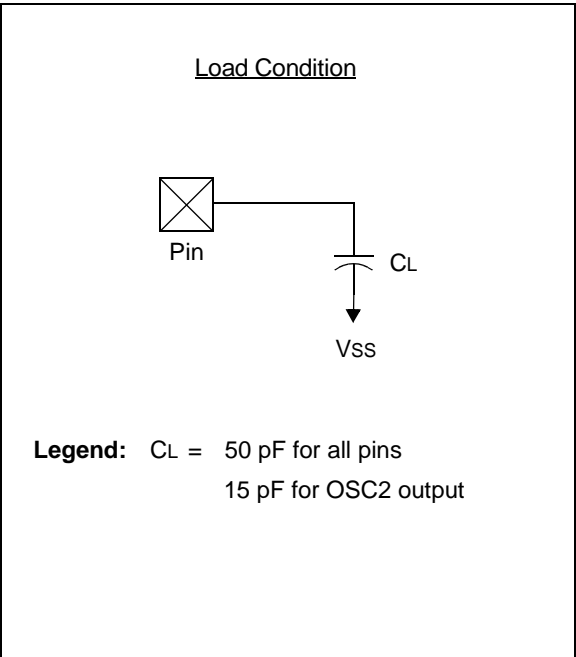 Load Condition
Pin
CL
VSS
Legend: CL = 50 pF for all pins
15 pF for OSC2 output